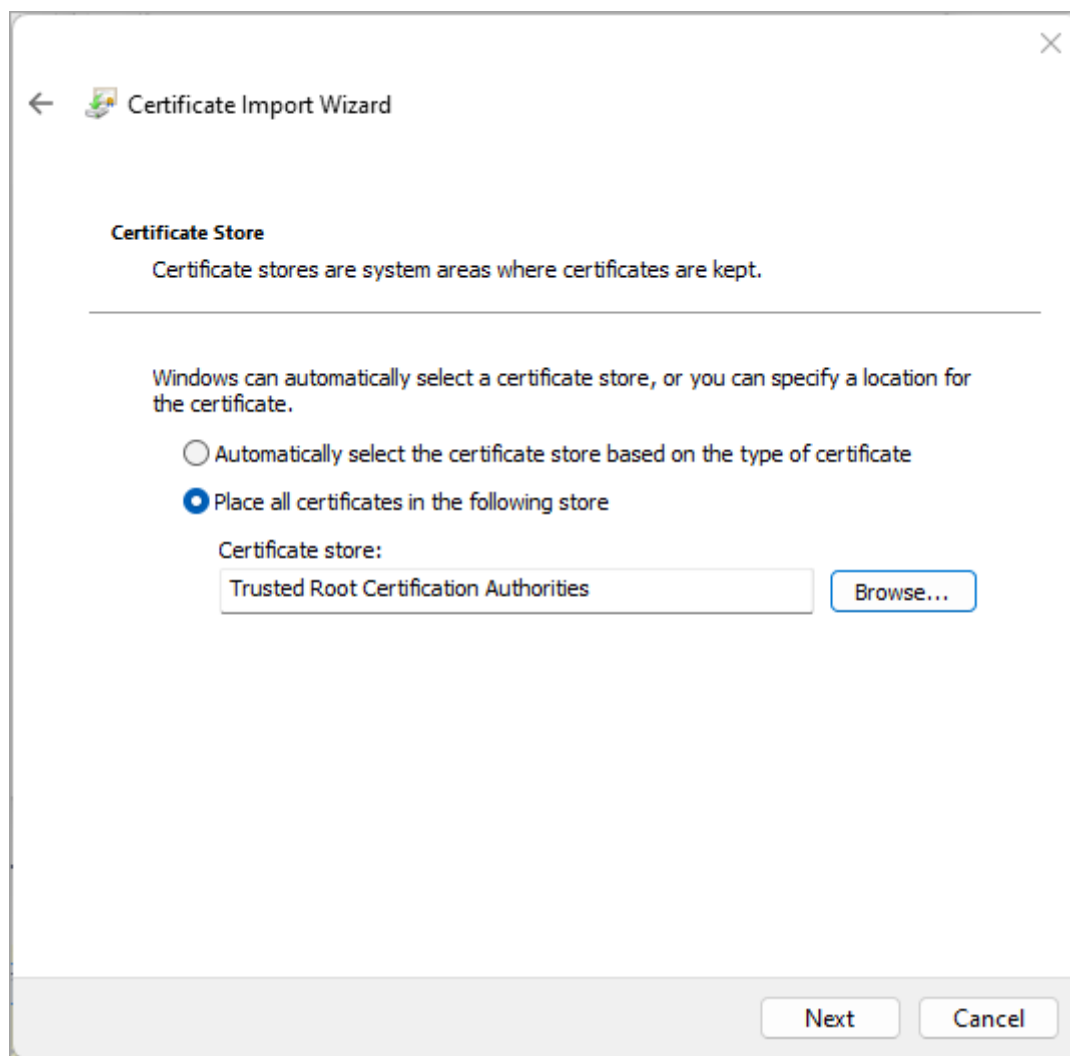 Certificate Import Wizard
Certificate Store
Certificate stores are system areas where certificates are kept.
Windows can automatically select a certificate store, or you can specify a location for
the certificate.
Automatically select the certificate store based on the type of certificate
Place all certificates in the following store
Certificate store:
Trusted Root Certification Authorities
Browse...
Next
Cancel